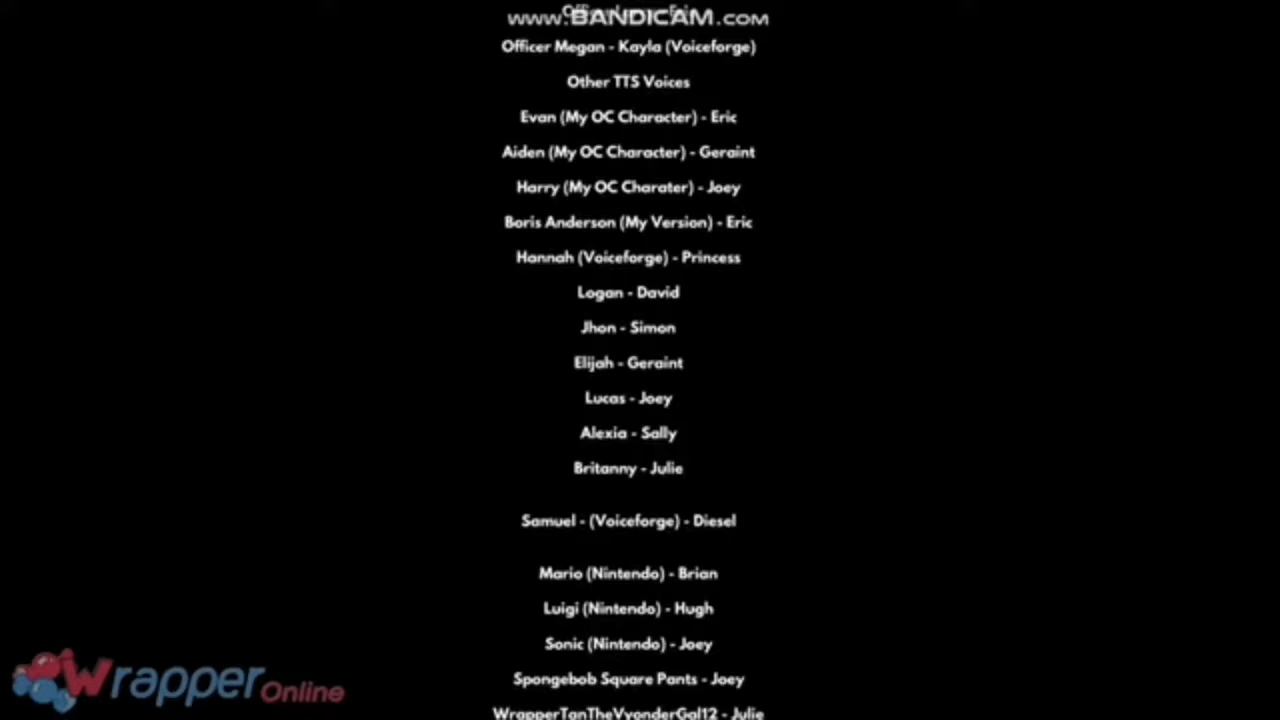 www.BANDICAM.com
Officer Megan - Kayla (Voiceforge)
Other TTS Voices
Evan (My OC Character) - Eric
Aiden (My OC Character) - Geraint
Harry (My OC Charater) - Joey
Boris Anderson (My Version) - Eric
Hannah (Voiceforge) - Princess
Logan - David
Jhon - Simon
Elijah - Geraint
Lucas - Joey
Alexia - Sally
Britanny - Julie
Samuel - (Voiceforge) - Diesel
Mario (Nintendo) - Brian
Luigi (Nintendo) - Hugh
Sonic (Nintendo) - Joey
Spongebob Square Pants - Joey
WrapperTanTheVyonderGal12 - Julie
Wrapper Online